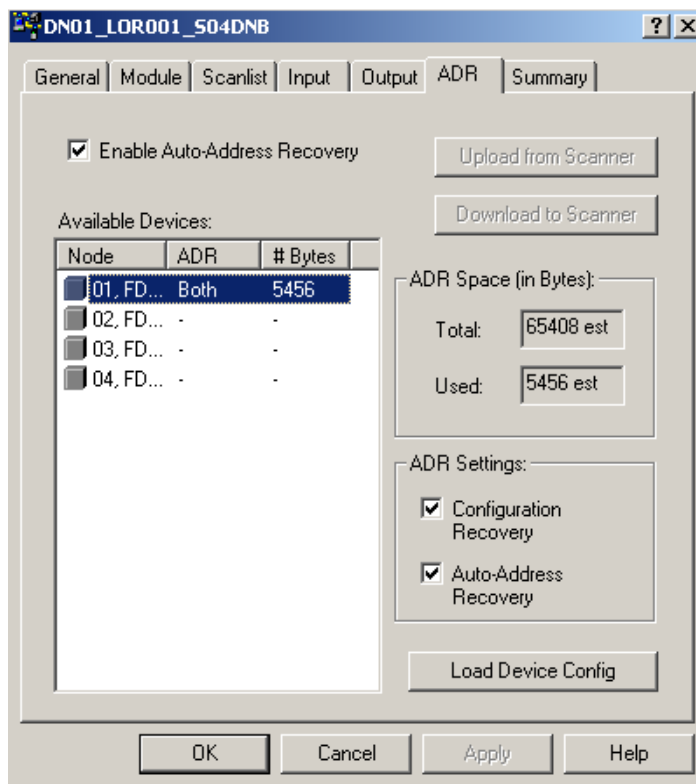 DN01_LOR001_S04DNB
General Module Scanlist Input Output ADR Summary
Enable Auto-Address Recovery
Upload from Scanner
Download to Scanner
Available Devices:
Node ADR # Bytes
01, FD... Both 5456
02, FD... - -
03, FD... - -
04, FD... - -
ADR Space (in Bytes):
Total: 65408 est
Used: 5456 est
ADR Settings:
Configuration
Recovery
Auto-Address
Recovery
Load Device Config
OK Cancel Apply Help